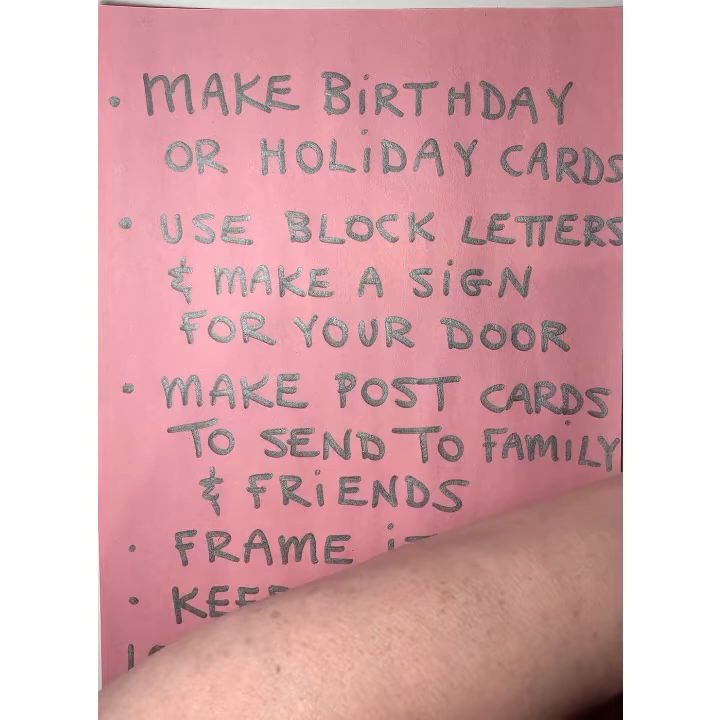 • MAKE BiRTHDAY
OR HOLiDAY CARDS
• USE BLOCK LETTERS
& MAKE A SiGN
FOR YOUR DOOR
• MAKE POST CARDS
TO SEND TO FAMiLY
& FRiENDS
• FRAME
•